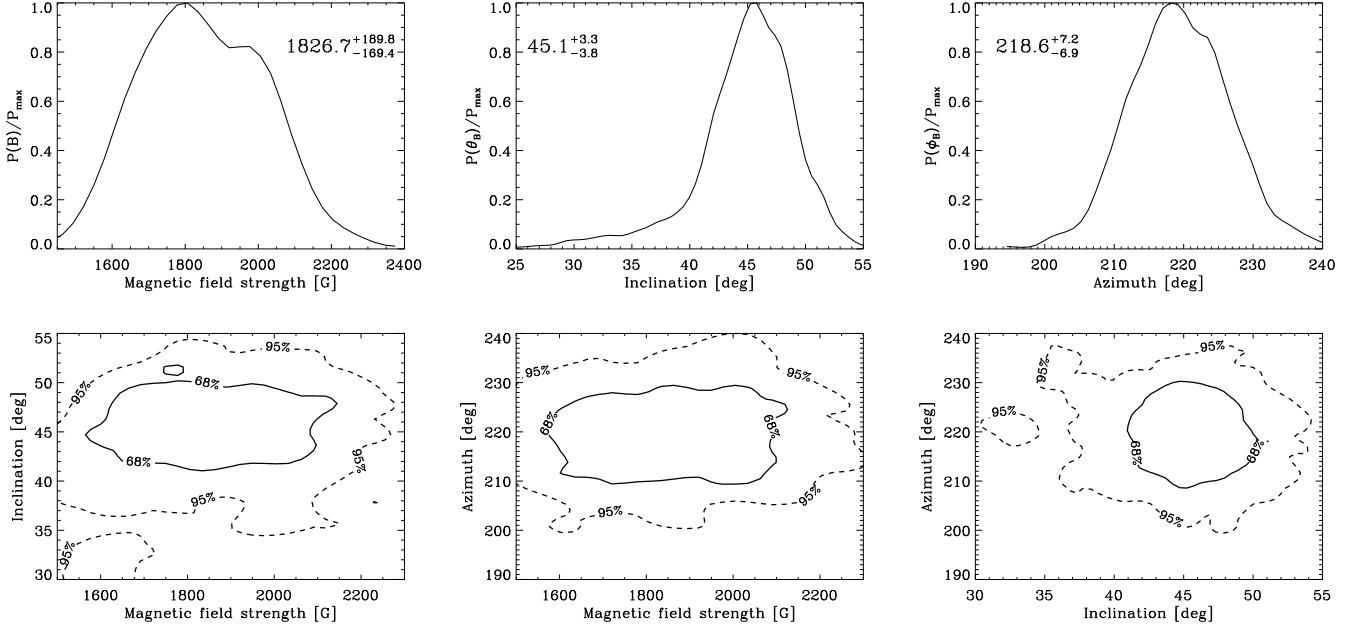 1826.7 +189.8 -169.4
P(B)/Pmax
1.0
0.8
0.6
0.4
0.2
0.0
1600 1800 2000 2200 2400
Magnetic field strength [G]
45.1 +3.3 -3.8
P(θB)/Pmax
1.0
0.8
0.6
0.4
0.2
0.0
25 30 35 40 45 50 55
Inclination [deg]
218.6 +7.2 -6.9
P(ϕB)/Pmax
1.0
0.8
0.6
0.4
0.2
0.0
190 200 210 220 230 240
Azimuth [deg]
Inclination [deg]
55
50
45
40
35
30
95%
95%
68%
68%
95%
95%
95%
1600 1800 2000 2200
Magnetic field strength [G]
Azimuth [deg]
240
230
220
210
200
190
95%
95%
68%
68%
95%
95%
1600 1800 2000 2200
Magnetic field strength [G]
Azimuth [deg]
240
230
220
210
200
190
95%
95%
95%
68%
68%
95%
30 35 40 45 50 55
Inclination [deg]